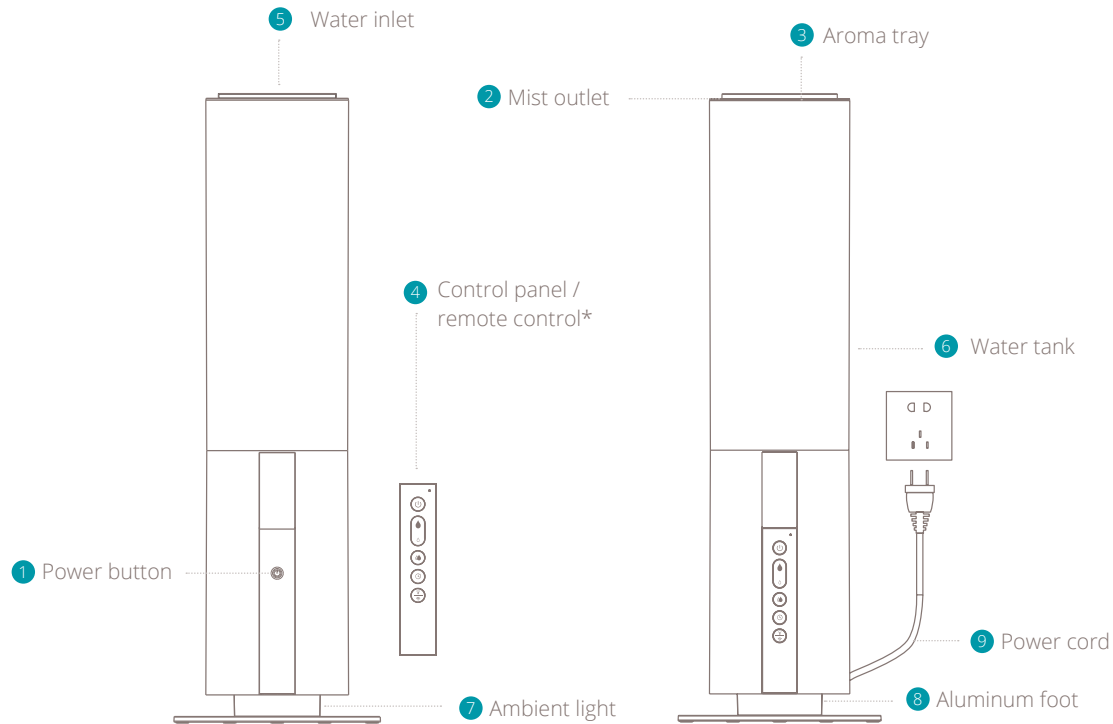 5 Water inlet
3 Aroma tray
2 Mist outlet
4 Control panel /
remote control*
6 Water tank
1 Power button
9 Power cord
7 Ambient light
8 Aluminum foot